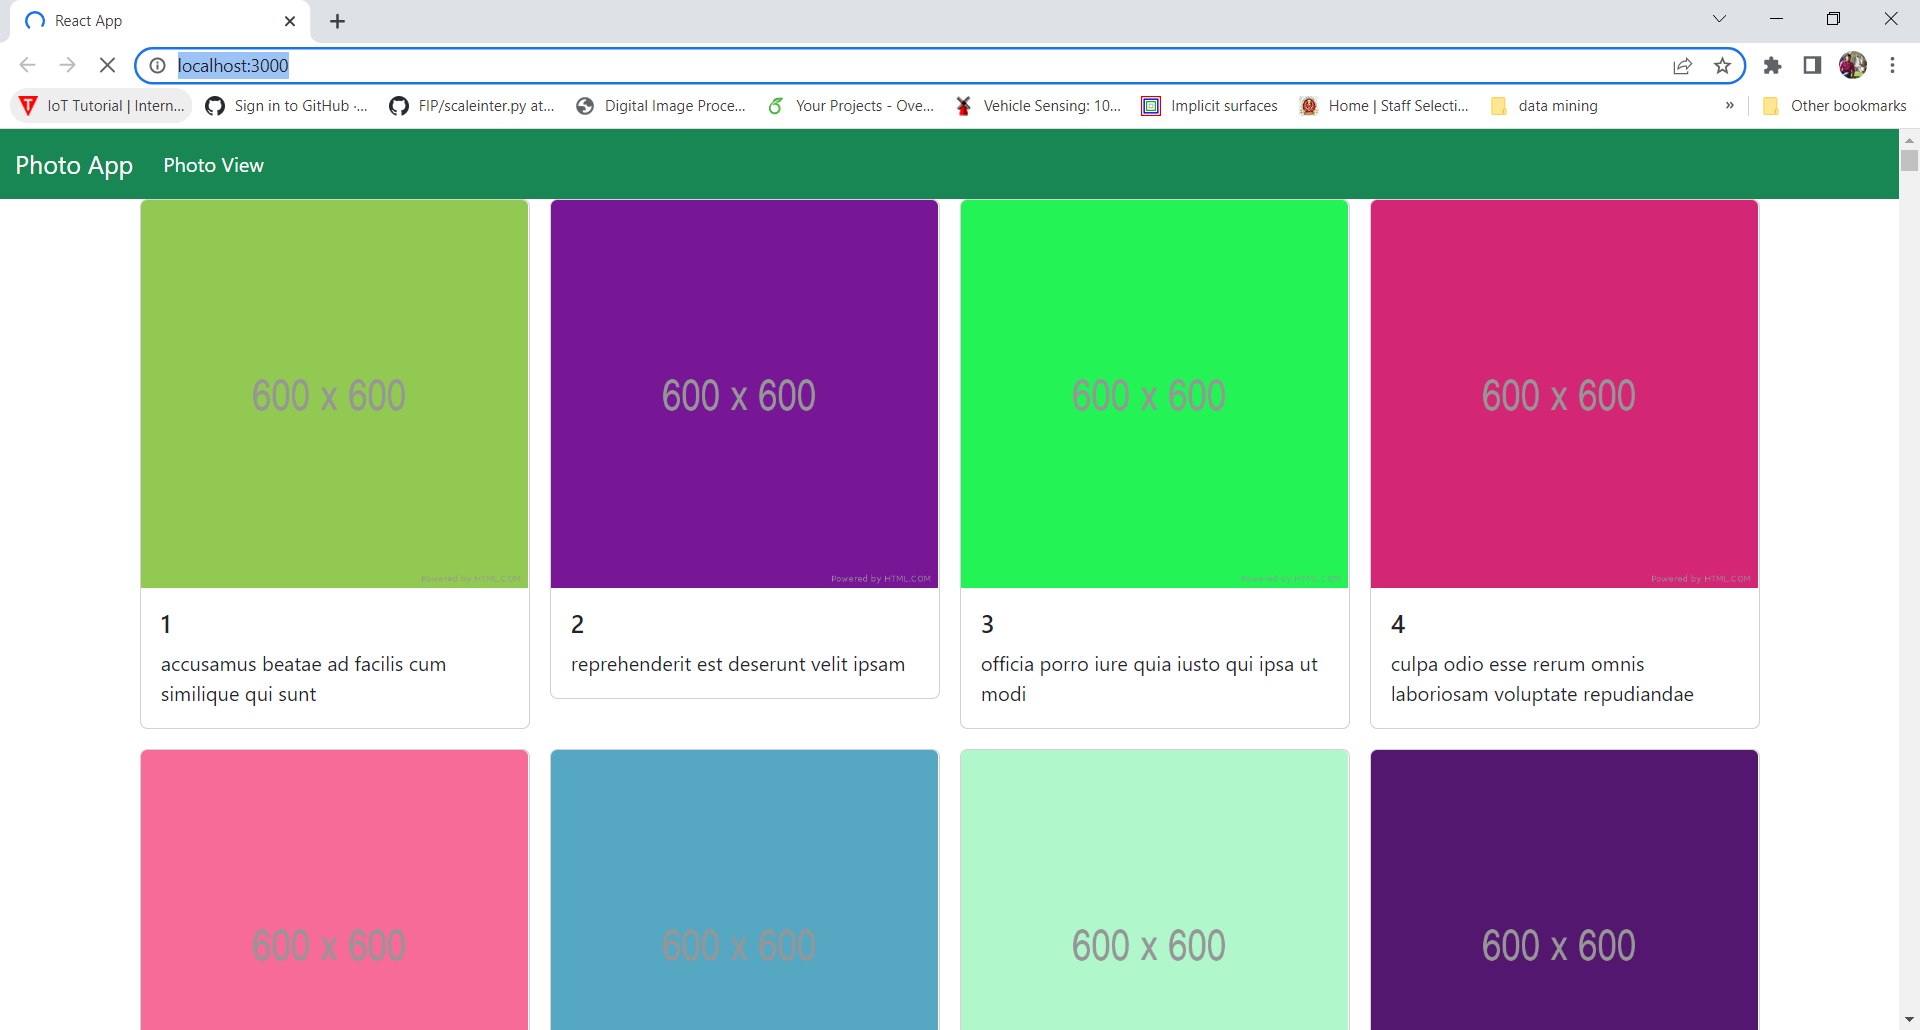 React App
localhost:3000
IoT Tutorial | Intern...
Sign in to GitHub ·...
FIP/scaleinter.py at...
Digital Image Proce...
Your Projects - Ove...
Vehicle Sensing: 10...
Implicit surfaces
Home | Staff Selecti...
data mining
»
Other bookmarks
Photo App
Photo View
600 x 600
Powered by HTML.COM
600 x 600
Powered by HTML.COM
600 x 600
Powered by HTML.COM
600 x 600
Powered by HTML.COM
1
accusamus beatae ad facilis cum
similique qui sunt
2
reprehenderit est deserunt velit ipsam
3
officia porro iure quia iusto qui ipsa ut
modi
4
culpa odio esse rerum omnis
laboriosam voluptate repudiandae
600 x 600
600 x 600
600 x 600
600 x 600